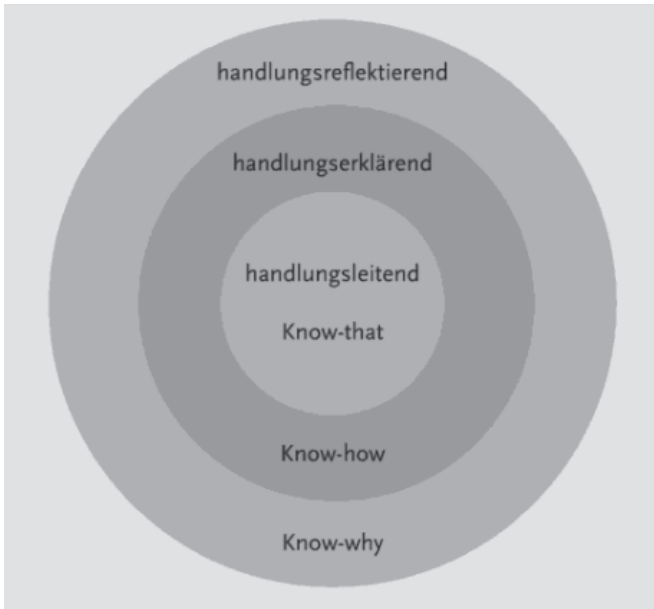 handlungsreflektierend
handlungserklärend
handlungsleitend
Know-that
Know-how
Know-why